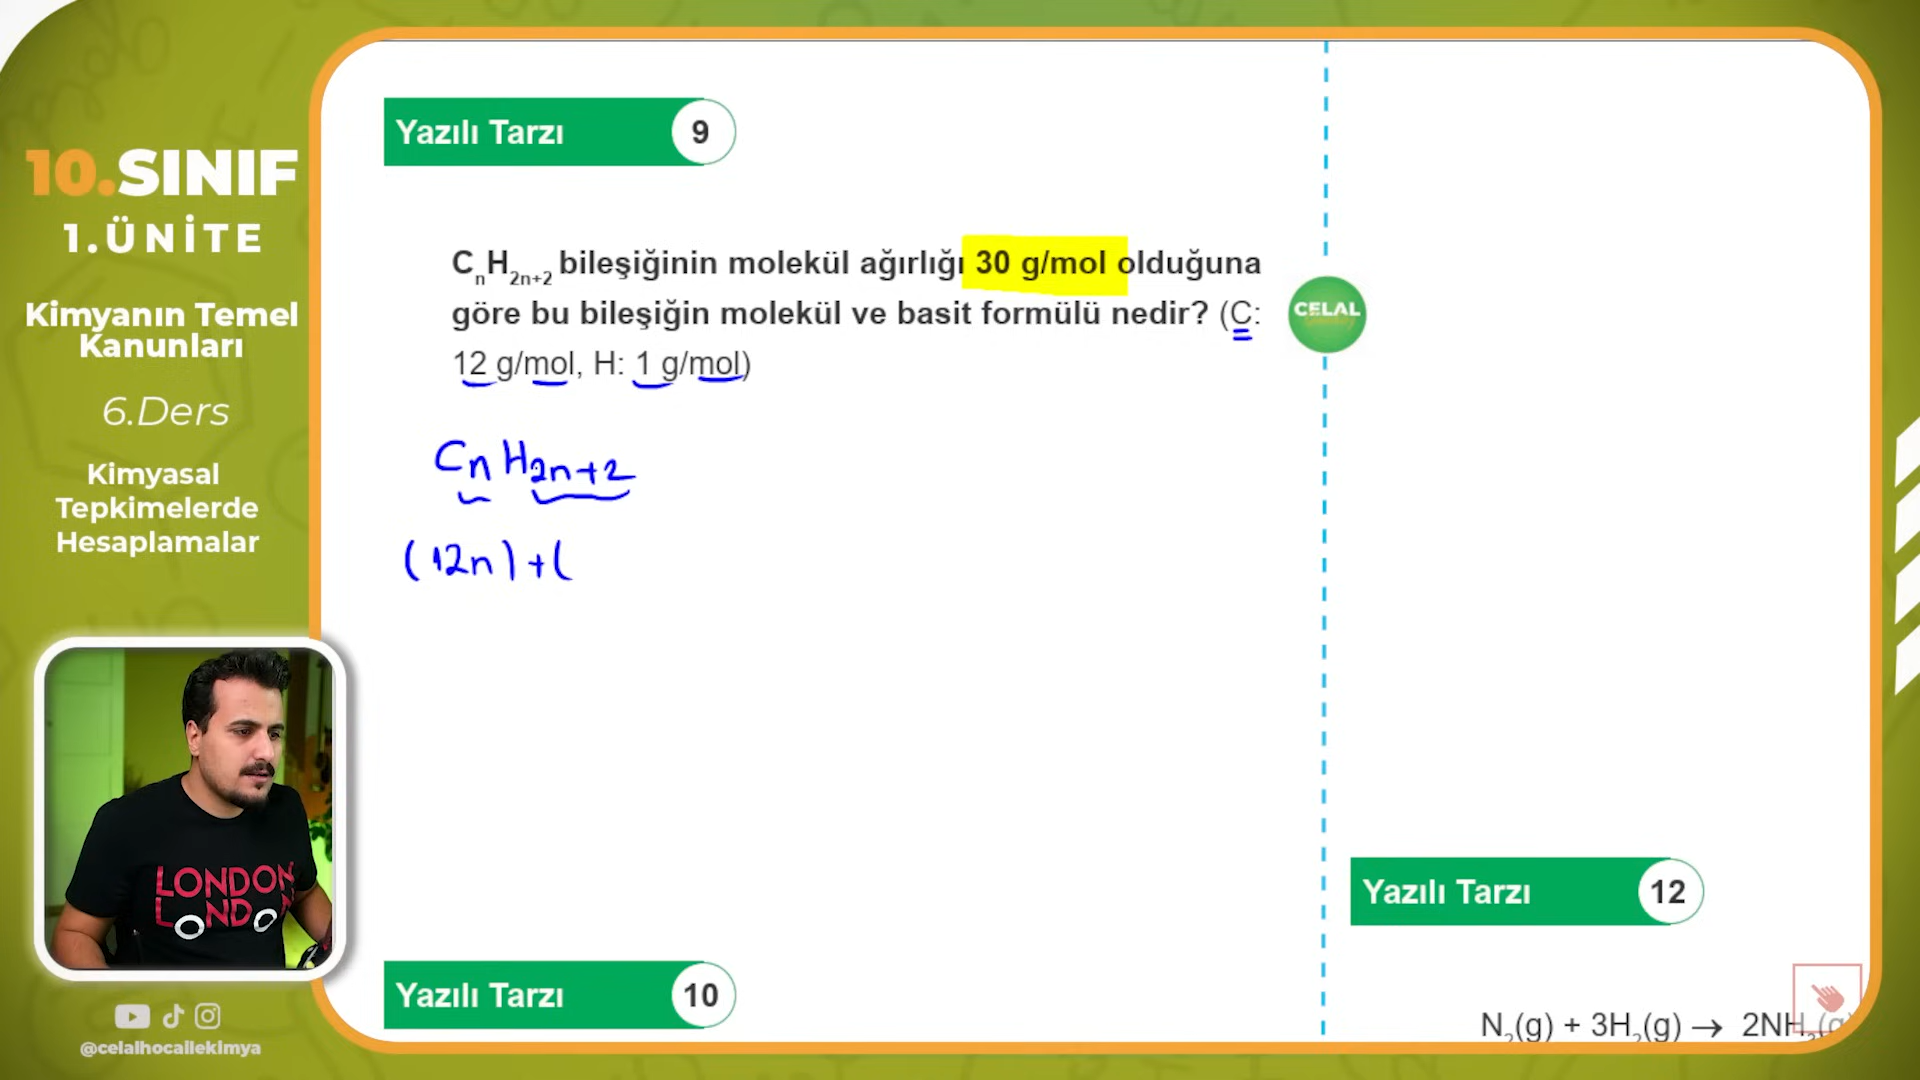 10.SINIF
1.ÜNİTE
Kimyanın Temel
Kanunları
6.Ders
Kimyasal
Tepkimelerde
Hesaplamalar
@celalhocailekimya
Yazılı Tarzı 9
CₙH₂ₙ₊₂ bileşiğinin molekül ağırlığı 30 g/mol olduğuna
göre bu bileşiğin molekül ve basit formülü nedir? (C:
12 g/mol, H: 1 g/mol)
CₙH₂ₙ₊₂
(12n)+(
Yazılı Tarzı 10
CELAL
Yazılı Tarzı 12
N₂(g) + 3H₂(g) → 2NH₃(g)
LONDON
LONDON